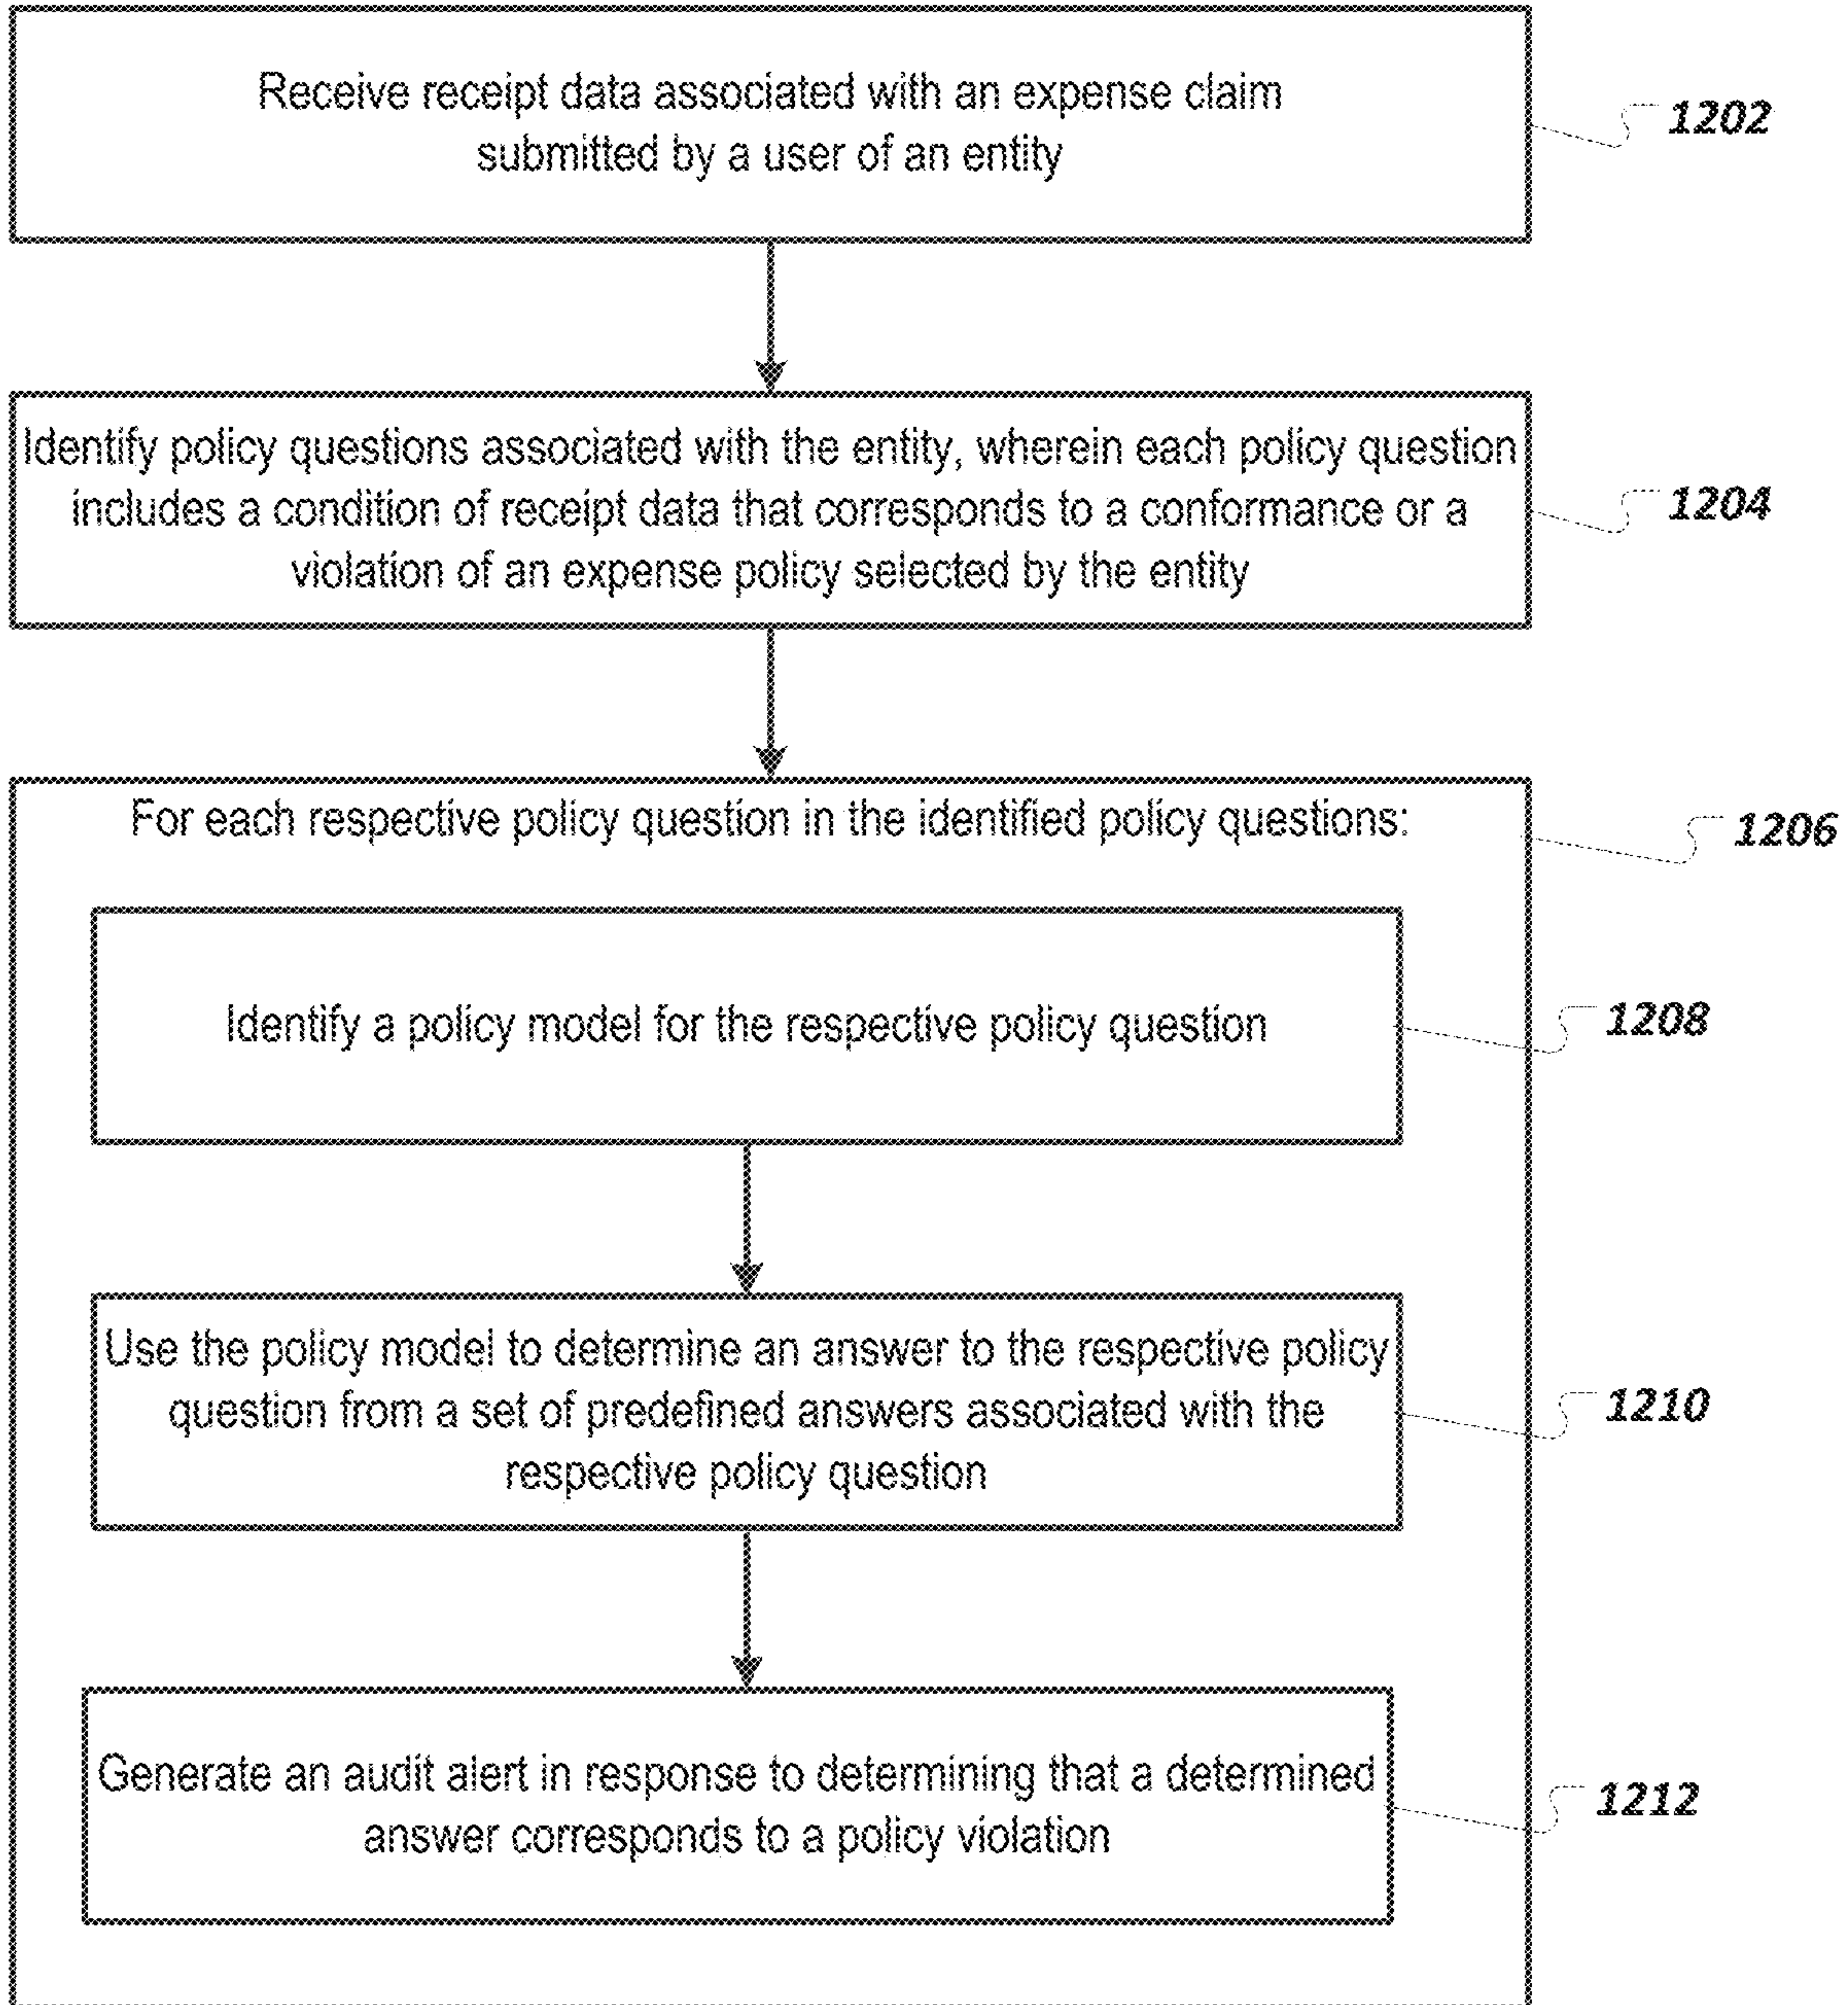 Receive receipt data associated with an expense claim
submitted by a user of an entity
1202
Identify policy questions associated with the entity, wherein each policy question
includes a condition of receipt data that corresponds to a conformance or a
violation of an expense policy selected by the entity
1204
For each respective policy question in the identified policy questions:
1206
Identify a policy model for the respective policy question
1208
Use the policy model to determine an answer to the respective policy
question from a set of predefined answers associated with the
respective policy question
1210
Generate an audit alert in response to determining that a determined
answer corresponds to a policy violation
1212